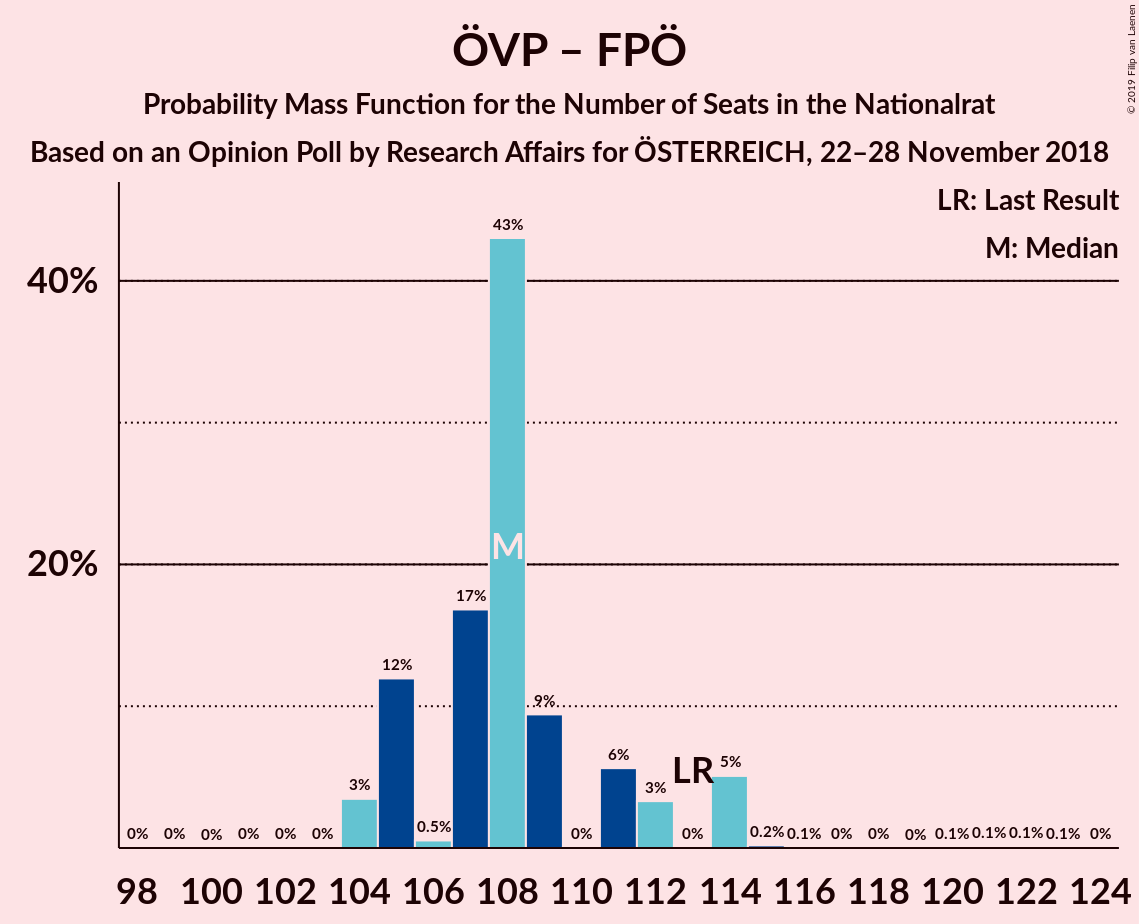 ÖVP – FPÖ
Probability Mass Function for the Number of Seats in the Nationalrat
Based on an Opinion Poll by Research Affairs for ÖSTERREICH, 22–28 November 2018
© 2019 Filip van Laenen
LR: Last Result
M: Median
40%
20%
43%
M
17%
12%
9%
6%
LR
5%
3%
3%
0% 0% 0% 0% 0% 0% 0.5% 0% 0% 0.2% 0.1% 0% 0% 0% 0.1% 0.1% 0.1% 0.1% 0%
98 100 102 104 106 108 110 112 114 116 118 120 122 124